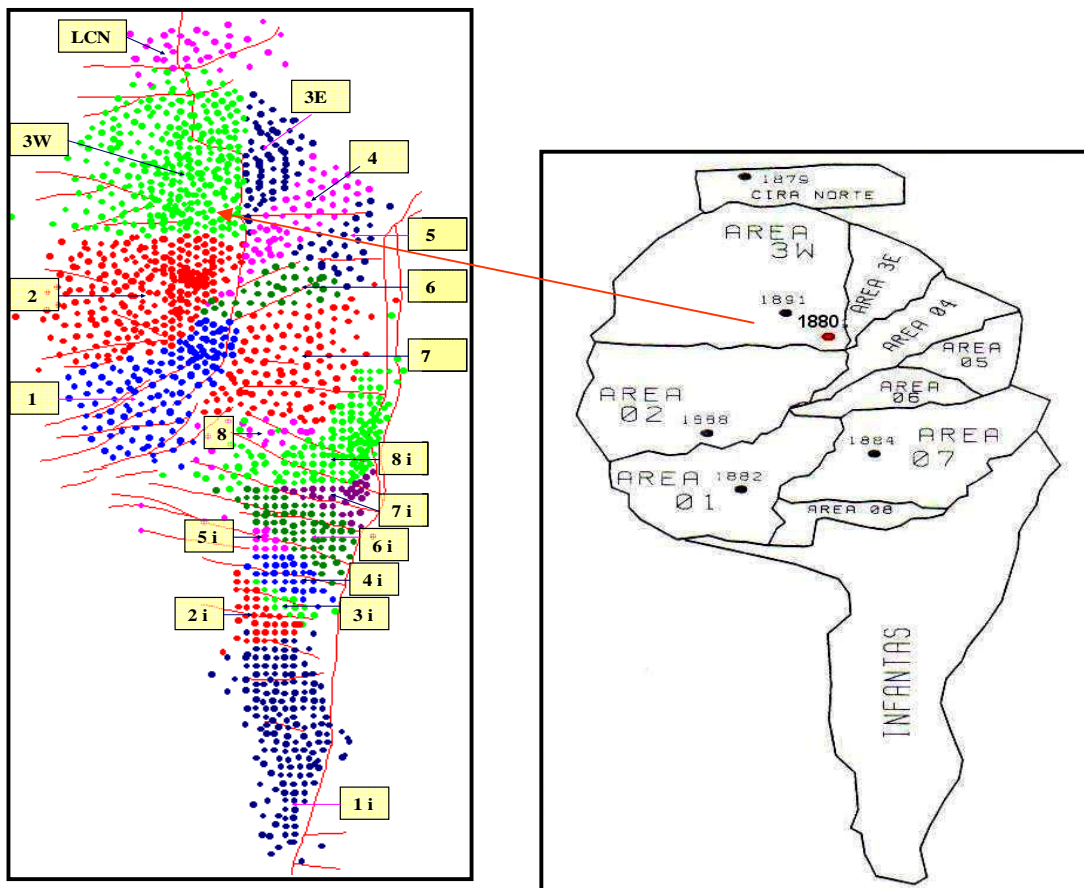 LCN
3E
3W
4
5
6
2
7
1
8
8 i
7 i
5 i
6 i
4 i
2 i
3 i
1 i
1879
CIRA NORTE
AREA
3W
AREA 3E
1891
1880
AREA 04
AREA
05
AREA
06
AREA
02
1884
AREA
07
AREA
01
1882
AREA 08
INFANTAS